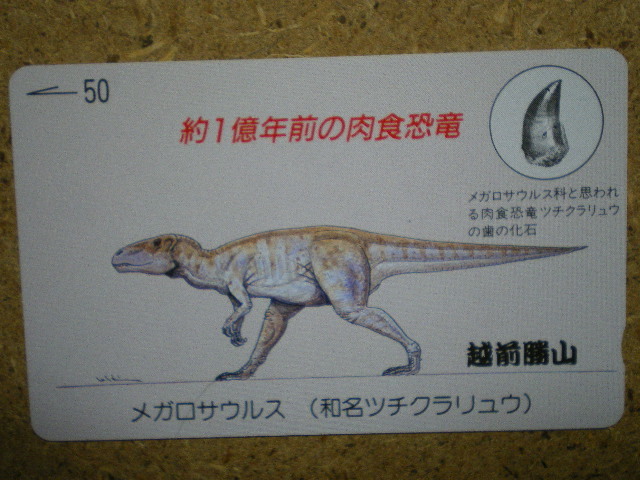 50
約1億年前の肉食恐竜
メガロサウルス科と思われ
る肉食恐竜ツチクラリュウ
の歯の化石
越前勝山
メガロサウルス （和名ツチクラリュウ）